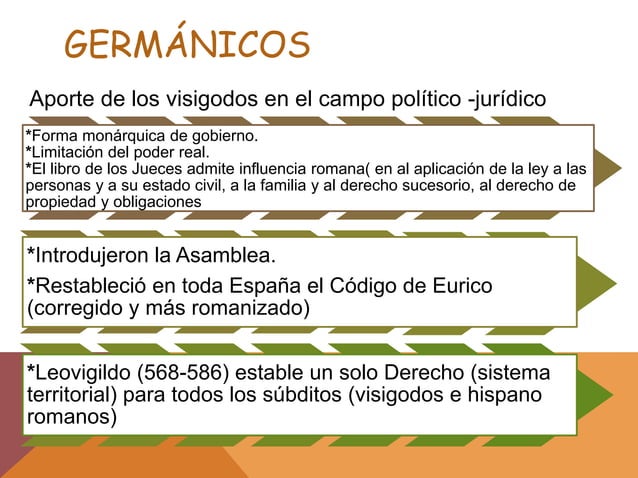 GERMÁNICOS
Aporte de los visigodos en el campo político -jurídico
*Forma monárquica de gobierno.
*Limitación del poder real.
*El libro de los Jueces admite influencia romana( en al aplicación de la ley a las
personas y a su estado civil, a la familia y al derecho sucesorio, al derecho de
propiedad y obligaciones
*Introdujeron la Asamblea.
*Restableció en toda España el Código de Eurico
(corregido y más romanizado)
*Leovigildo (568-586) estable un solo Derecho (sistema
territorial) para todos los súbditos (visigodos e hispano
romanos)